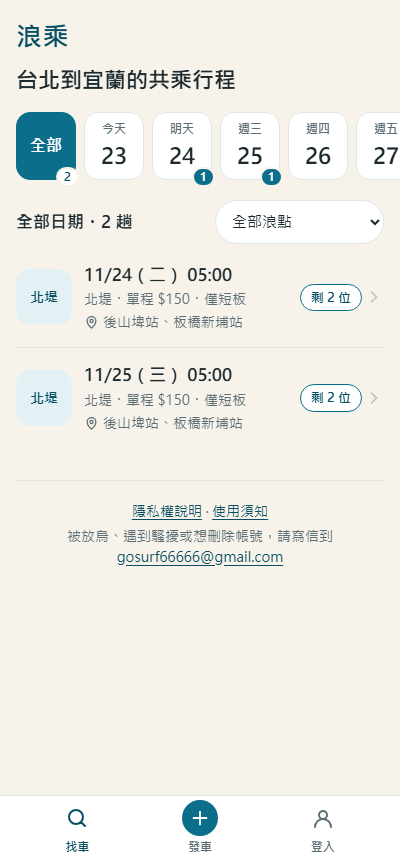 浪乘
台北到宜蘭的共乘行程
全部
2
今天
23
明天
24
1
週三
25
1
週四
26
週五
27
全部日期 · 2 趟
全部浪點
北堤
11/24 ( 二 ) 05:00
北堤 · 單程 $150 · 僅短板
後山埤站、板橋新埔站
剩 2 位
北堤
11/25 ( 三 ) 05:00
北堤 · 單程 $150 · 僅短板
後山埤站、板橋新埔站
剩 2 位
隱私權說明 · 使用須知
被放鳥、遇到騷擾或想刪除帳號，請寫信到
gosurf66666@gmail.com
找車
發車
登入